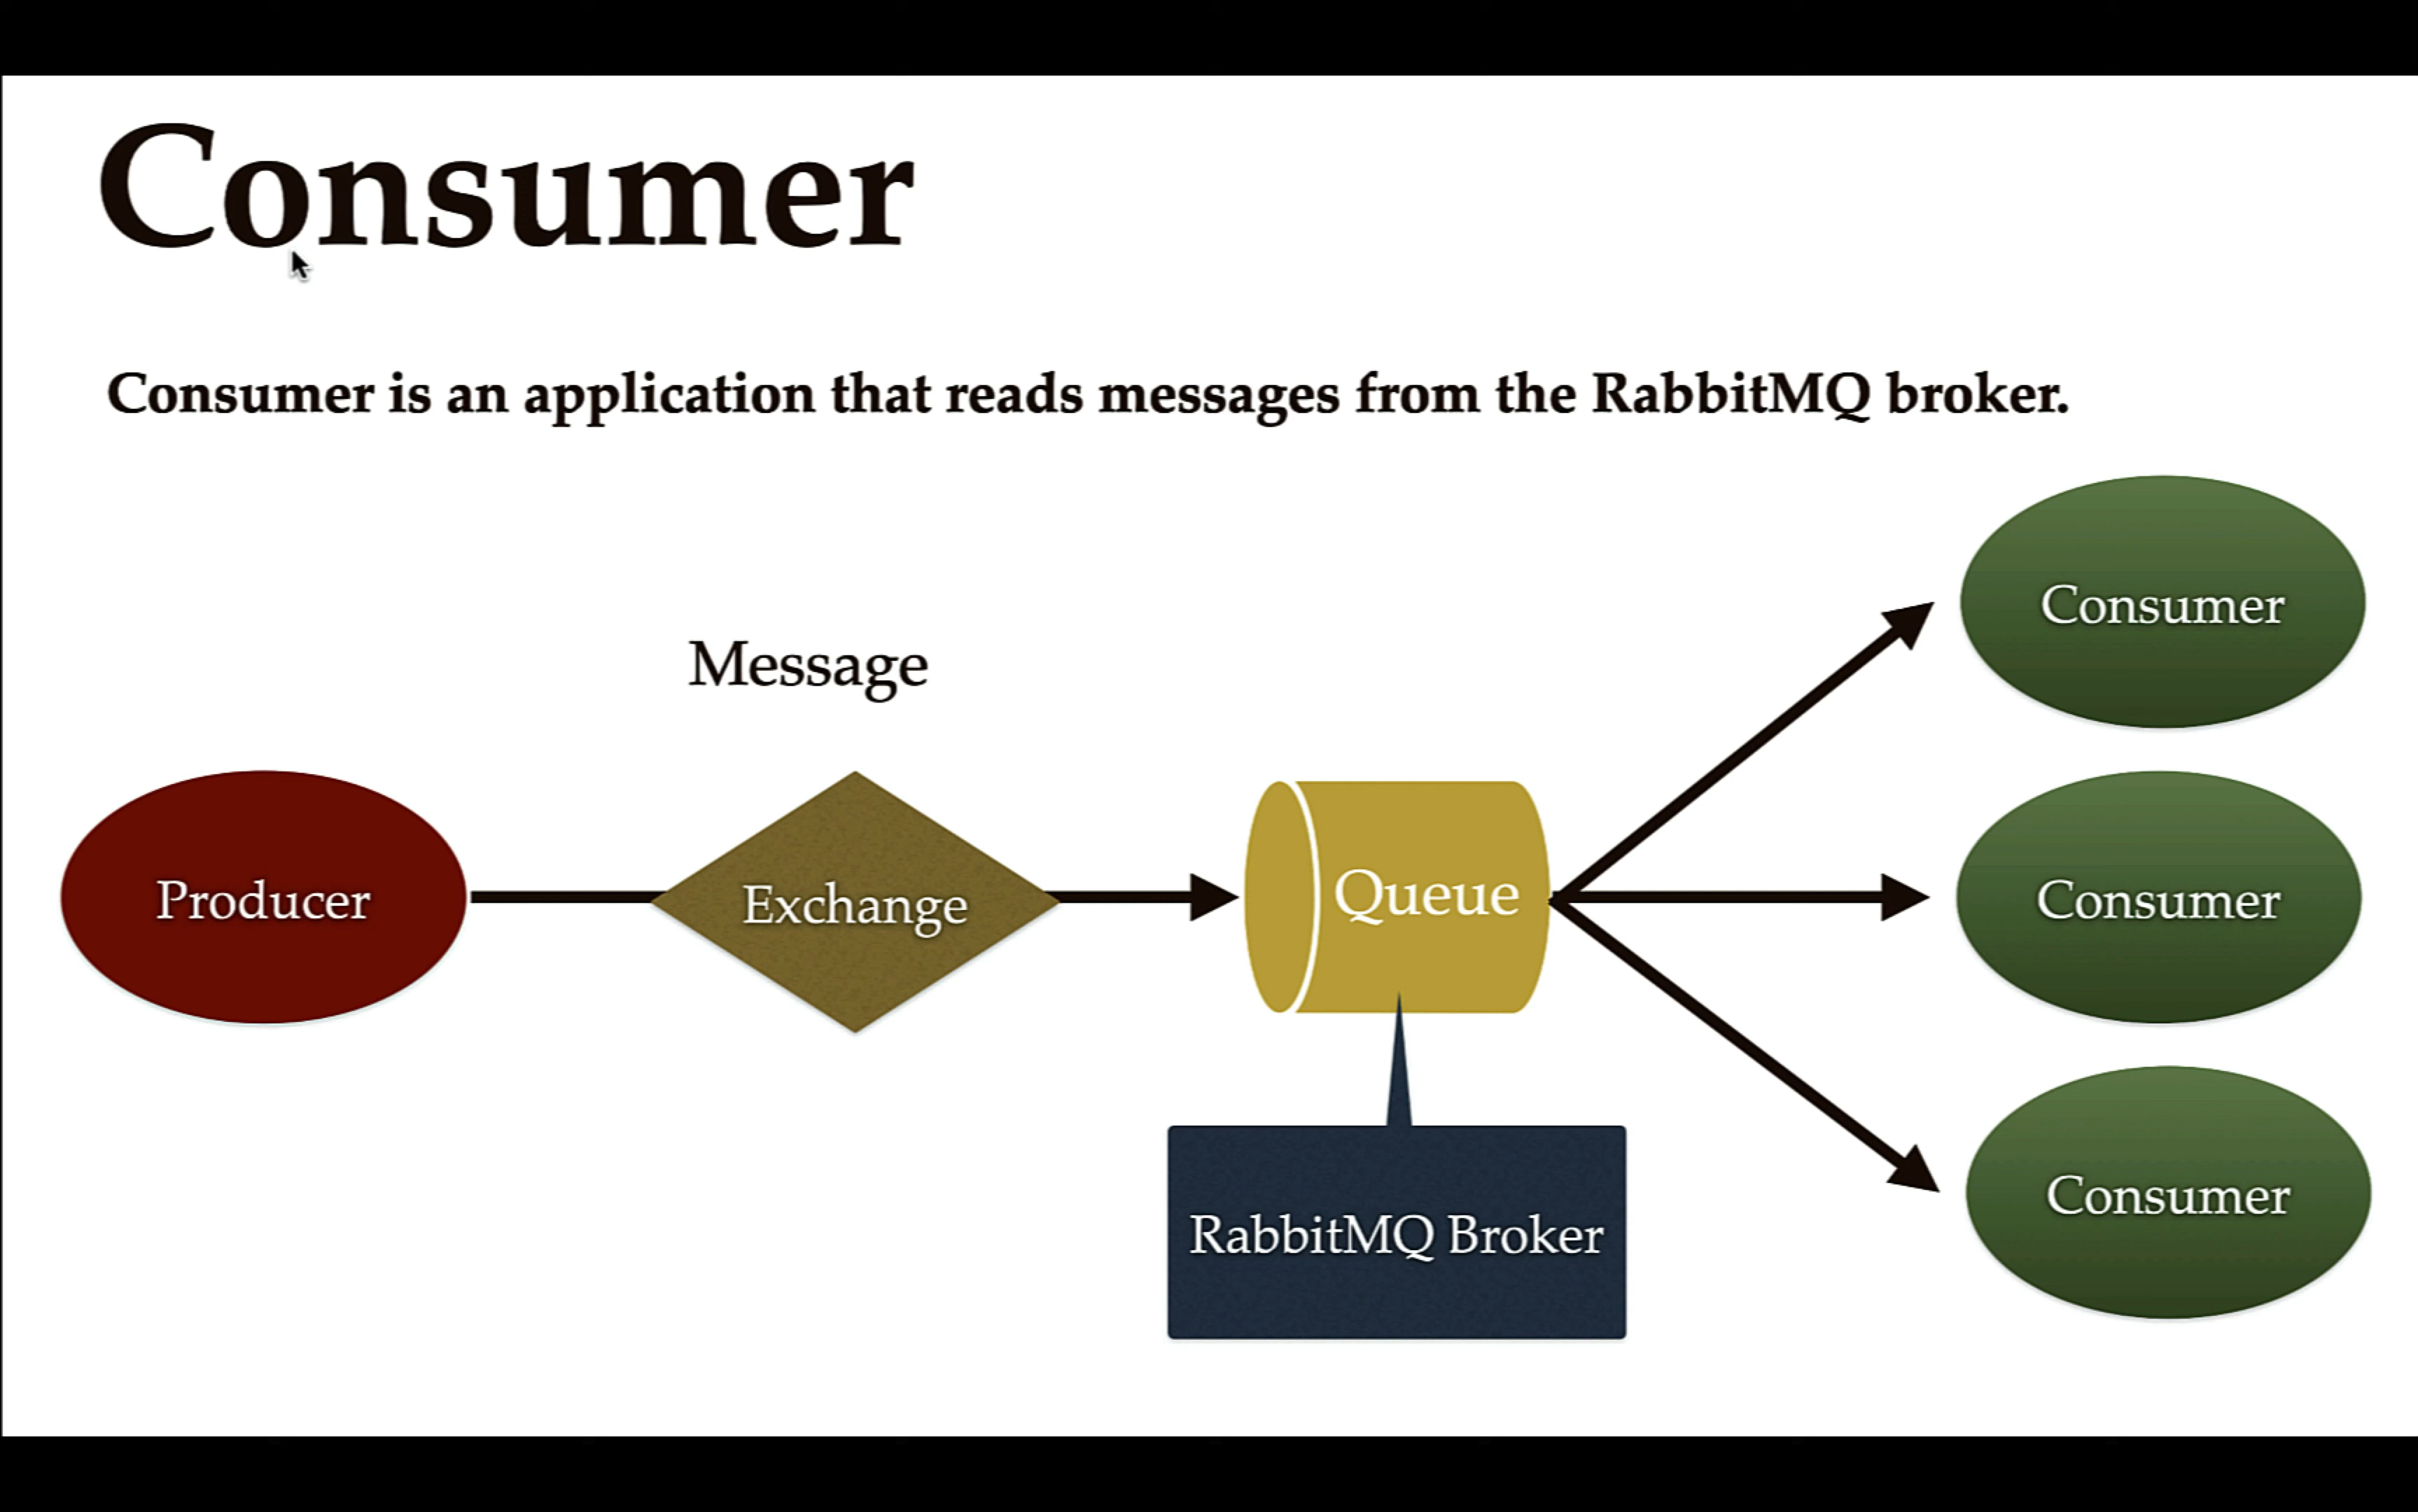 Consumer
Consumer is an application that reads messages from the RabbitMQ broker.
Message
Producer
Exchange
Queue
Consumer
Consumer
Consumer
RabbitMQ Broker